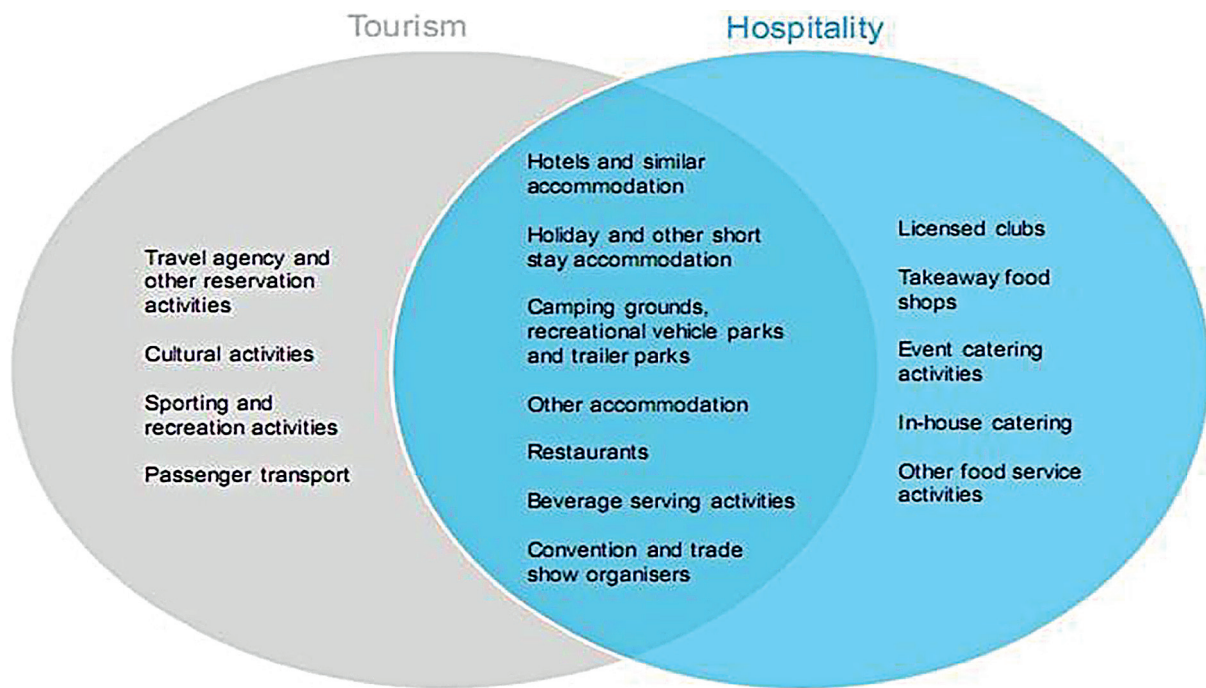 Tourism
Hospitality
Travel agency and
other reservation
activities
Cultural activities
Sporting and
recreation activities
Passenger transport
Hotels and similar
accommodation
Holiday and other short
stay accommodation
Camping grounds,
recreational vehicle parks
and trailer parks
Other accommodation
Restaurants
Beverage serving activities
Convention and trade
show organisers
Licensed clubs
Takeaway food
shops
Event catering
activities
In-house catering
Other food service
activities